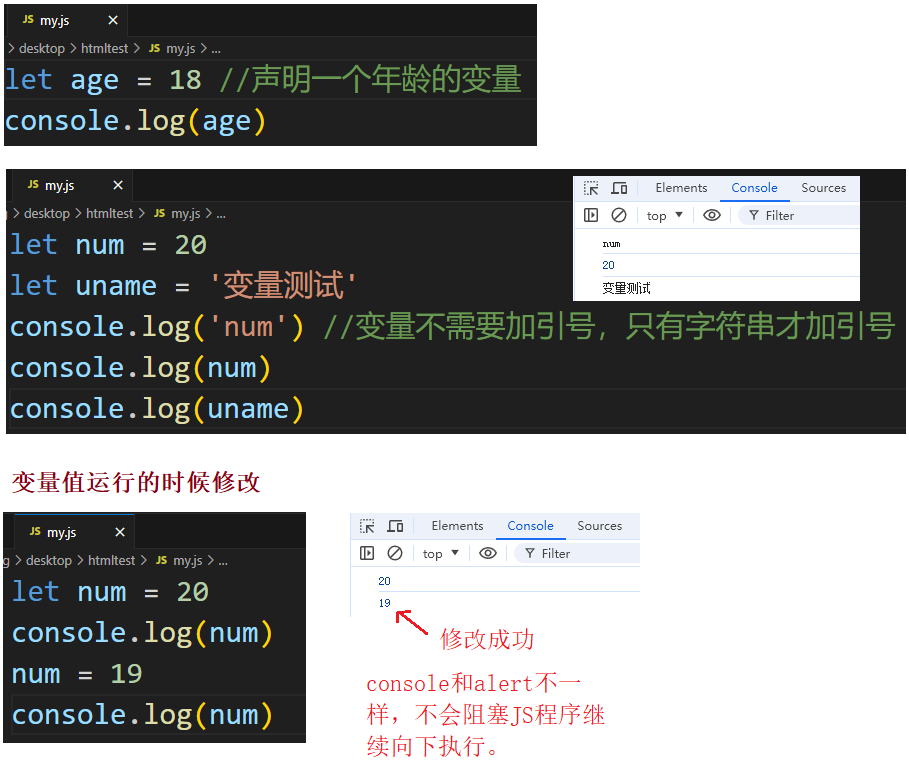 JS my.js ×
> desktop > htmltest > JS my.js > ...
let age = 18 //声明一个年龄的变量
console.log(age)
JS my.js ×
> desktop > htmltest > JS my.js > ...
let num = 20
let uname = '变量测试'
console.log('num') //变量不需要加引号，只有字符串才加引号
console.log(num)
console.log(uname)
Elements Console Sources
top ▼ Filter
num
20
变量测试
变量值运行的时候修改
JS my.js ×
g > desktop > htmltest > JS my.js > ...
let num = 20
console.log(num)
num = 19
console.log(num)
Elements Console Sources
top ▼ Filter
20
19
修改成功
console和alert不一
样，不会阻塞JS程序继
续向下执行。